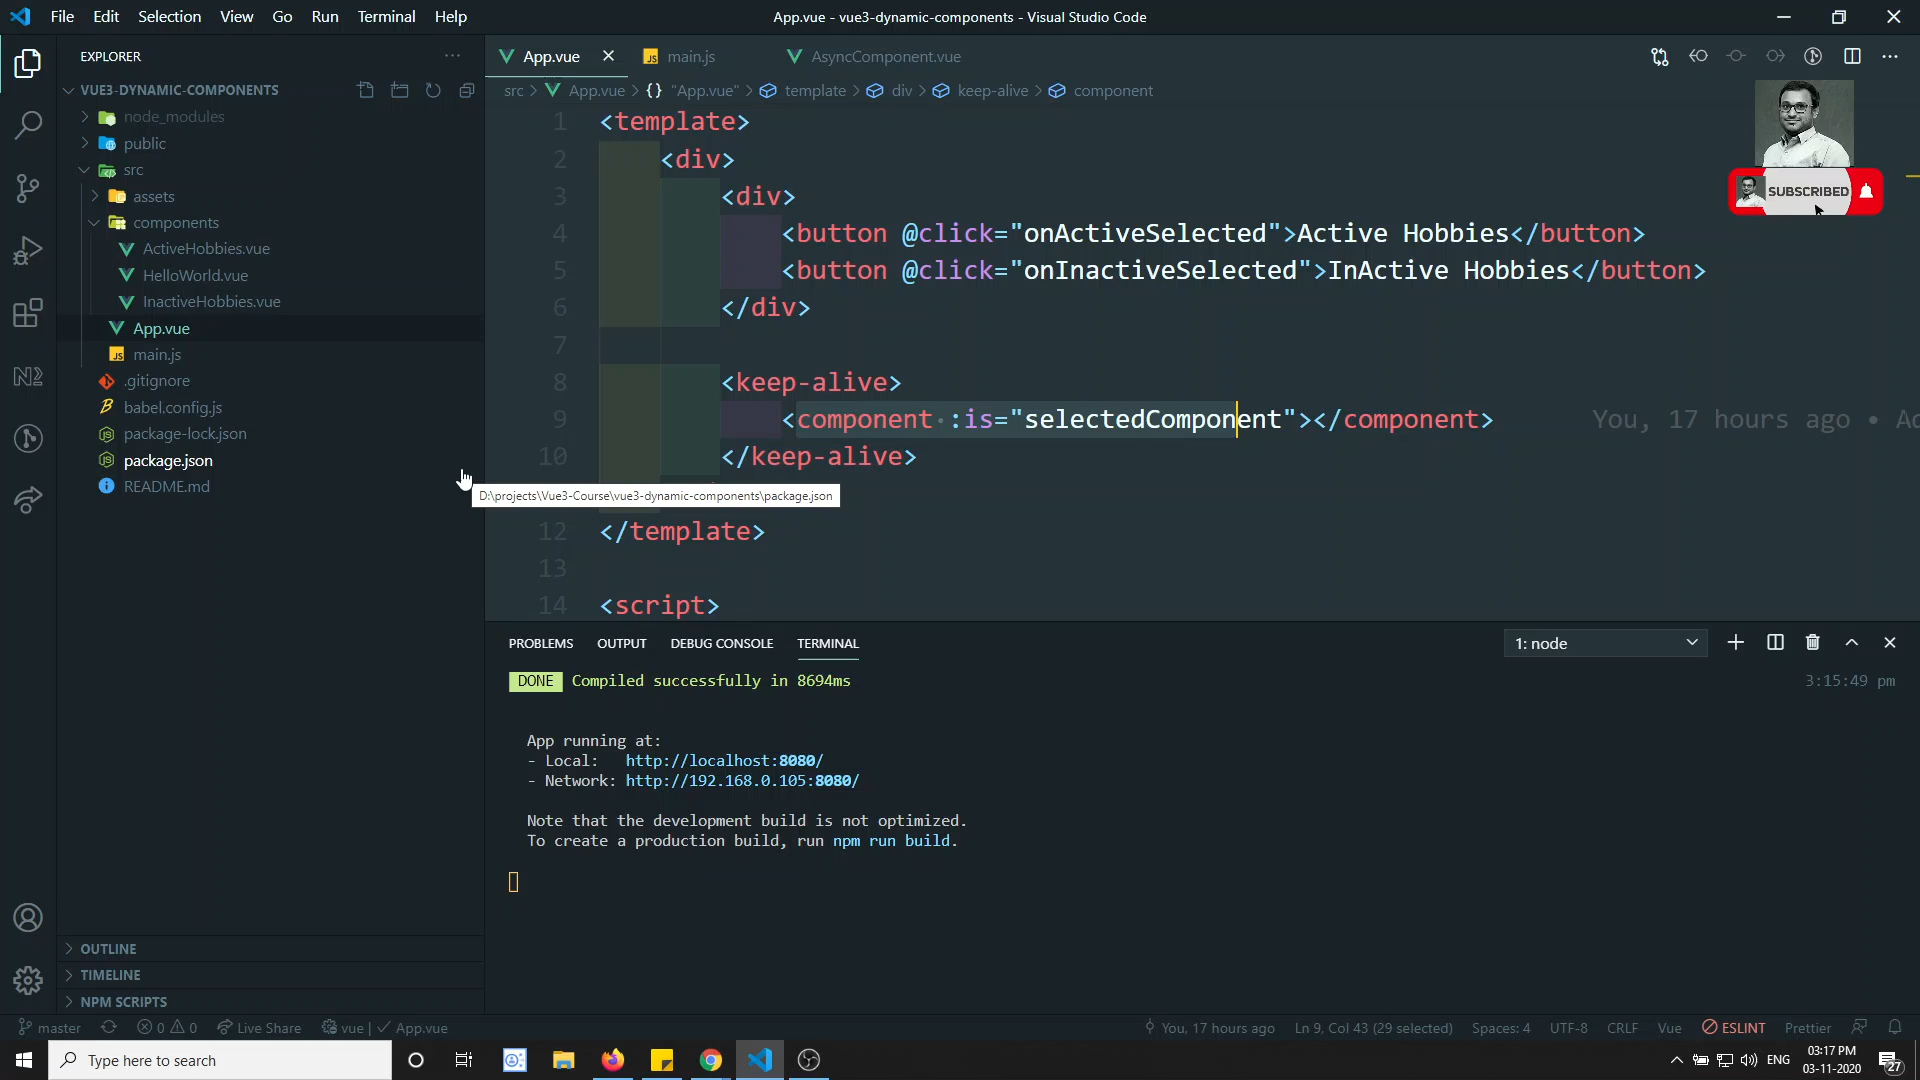 File Edit Selection View Go Run Terminal Help
App.vue - vue3-dynamic-components - Visual Studio Code
EXPLORER
VUE3-DYNAMIC-COMPONENTS
node_modules
public
src
assets
components
ActiveHobbies.vue
HelloWorld.vue
InactiveHobbies.vue
App.vue
main.js
.gitignore
babel.config.js
package-lock.json
package.json
README.md
OUTLINE
TIMELINE
NPM SCRIPTS
App.vue main.js AsyncComponent.vue
src > App.vue > {} "App.vue" > template > div > keep-alive > component
1 <template>
2 <div>
3 <div>
4 <button @click="onActiveSelected">Active Hobbies</button>
5 <button @click="onInactiveSelected">InActive Hobbies</button>
6 </div>
7
8 <keep-alive>
9 <component :is="selectedComponent"></component> You, 17 hours ago •
10 </keep-alive>
D:\projects\Vue3-Course\vue3-dynamic-components\package.json
12 </template>
13
14 <script>
SUBSCRIBED
PROBLEMS OUTPUT DEBUG CONSOLE TERMINAL
1: node
DONE Compiled successfully in 8694ms 3:15:49 pm
App running at:
- Local: http://localhost:8080/
- Network: http://192.168.0.105:8080/
Note that the development build is not optimized.
To create a production build, run npm run build.
master 0 0 Live Share vue | App.vue
You, 17 hours ago Ln 9, Col 43 (29 selected) Spaces: 4 UTF-8 CRLF Vue ESLINT Prettier
Type here to search
ENG
03:17 PM
03-11-2020
27